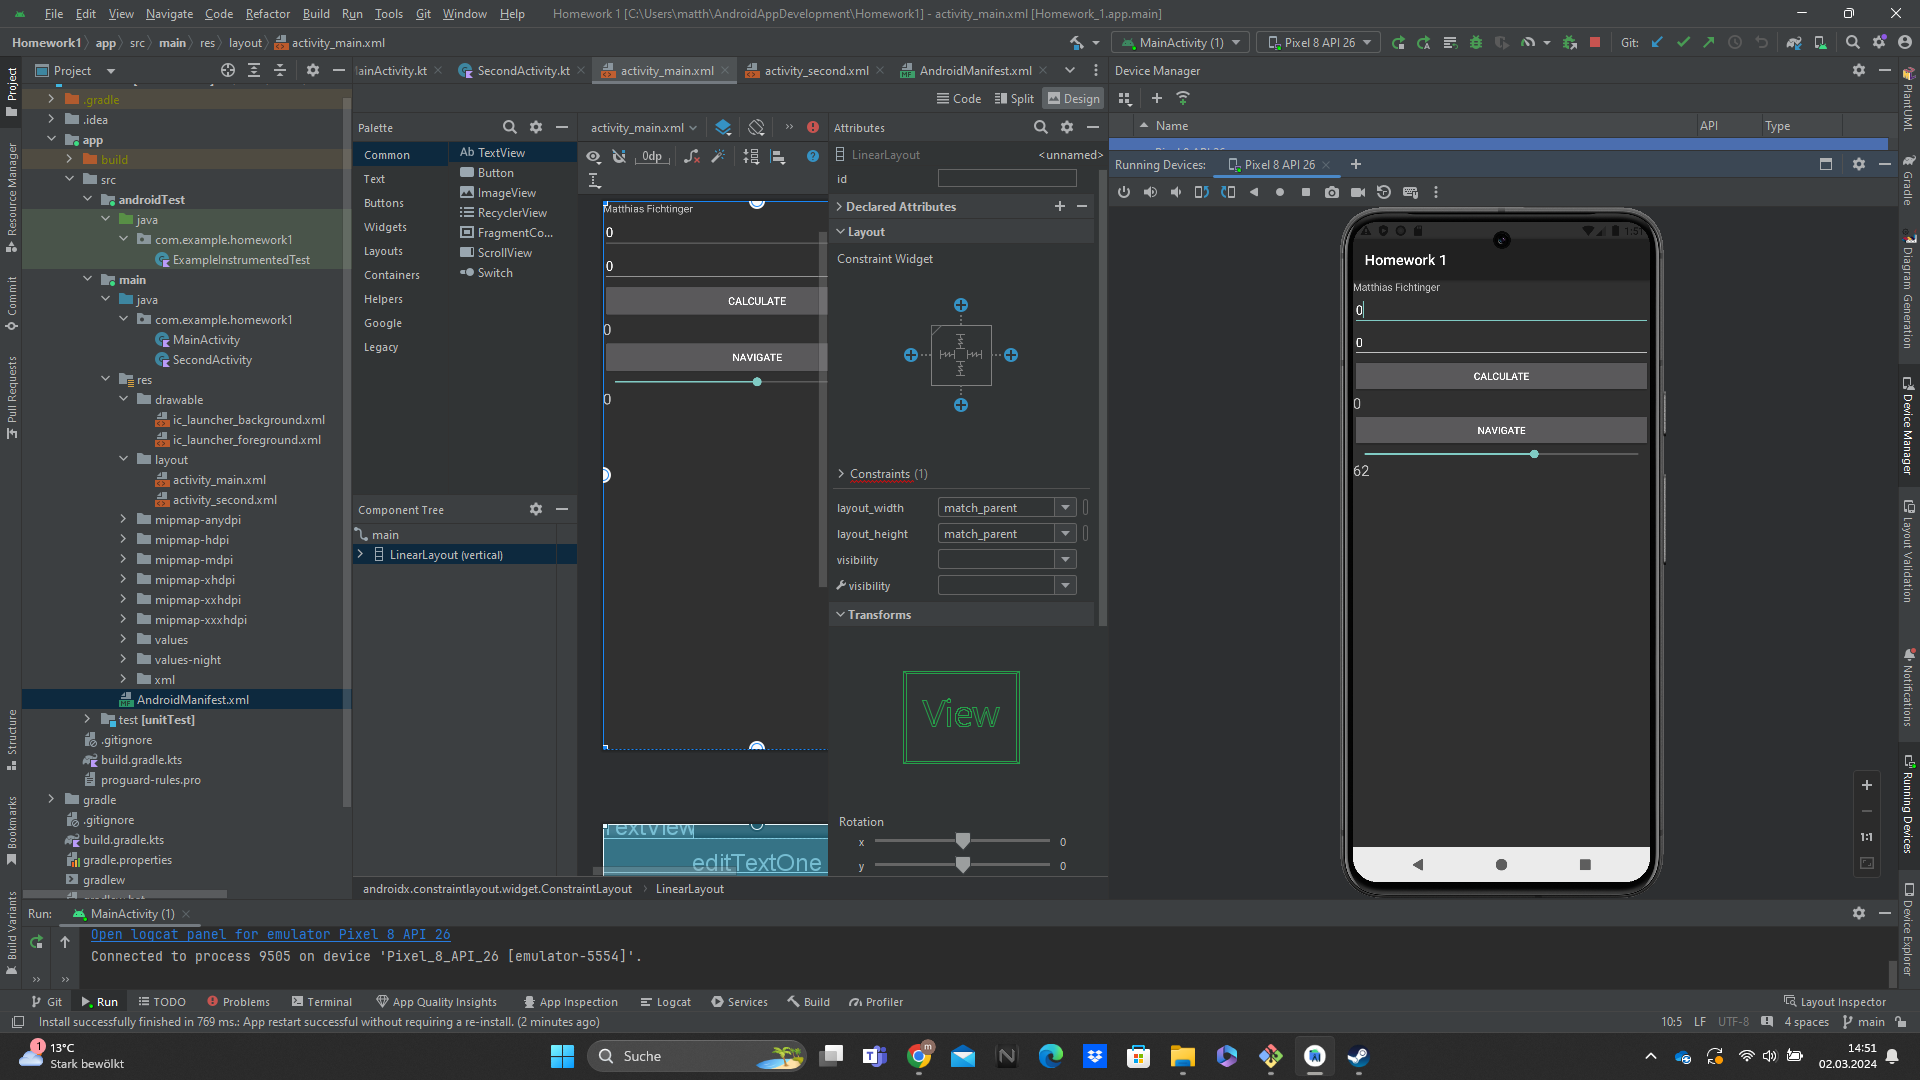 File Edit View Navigate Code Refactor Build Run Tools Git Window Help Homework 1 [C:\Users\matth\AndroidAppDevelopment\Homework1] - activity_main.xml [Homework_1.app.main]
Homework1 app src main res layout activity_main.xml
MainActivity (1) Pixel 8 API 26 Git:
Project
ainActivity.kt SecondActivity.kt activity_main.xml activity_second.xml AndroidManifest.xml
Device Manager
Code Split Design
.gradle
.idea
app
build
src
androidTest
java
com.example.homework1
ExampleInstrumentedTest
main
java
com.example.homework1
MainActivity
SecondActivity
res
drawable
ic_launcher_background.xml
ic_launcher_foreground.xml
layout
activity_main.xml
activity_second.xml
mipmap-anydpi
mipmap-hdpi
mipmap-mdpi
mipmap-xhdpi
mipmap-xxhdpi
mipmap-xxxhdpi
values
values-night
xml
AndroidManifest.xml
test [unitTest]
.gitignore
build.gradle.kts
proguard-rules.pro
gradle
.gitignore
build.gradle.kts
gradle.properties
gradlew
Palette
Common
Text
Buttons
Widgets
Layouts
Containers
Helpers
Google
Legacy
Ab TextView
Button
ImageView
RecyclerView
FragmentCo...
ScrollView
Switch
Component Tree
main
LinearLayout (vertical)
activity_main.xml
0dp
Matthias Fichtinger
0
0
CALCULATE
0
NAVIGATE
0
TextView
editTextOne
androidx.constraintlayout.widget.ConstraintLayout LinearLayout
Attributes
LinearLayout <unnamed>
id
Declared Attributes
Layout
Constraint Widget
Constraints (1)
layout_width match_parent
layout_height match_parent
visibility
visibility
Transforms
View
Rotation
x 0
y 0
Name API Type
Running Devices: Pixel 8 API 26
1:51
Homework 1
Matthias Fichtinger
0
0
CALCULATE
0
NAVIGATE
62
1:1
Project
Resource Manager
Commit
Pull Requests
Structure
Bookmarks
Build Variants
PlantUML
Gradle
Diagram Generation
Device Manager
Layout Validation
Notifications
Running Devices
Device Explorer
Run: MainActivity (1)
Open logcat panel for emulator Pixel 8 API 26
Connected to process 9505 on device 'Pixel_8_API_26 [emulator-5554]'.
Git Run TODO Problems Terminal App Quality Insights App Inspection Logcat Services Build Profiler Layout Inspector
Install successfully finished in 769 ms.: App restart successful without requiring a re-install. (2 minutes ago) 10:5 LF UTF-8 4 spaces main
1
13°C
Stark bewölkt
Suche
m
14:51
02.03.2024